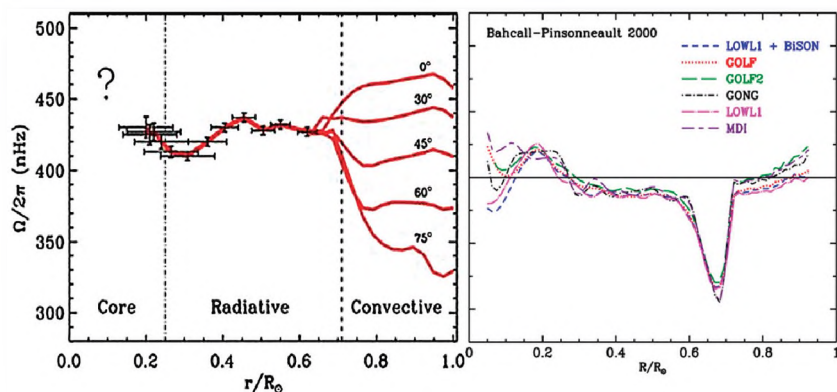 500
450
400
350
300
Ω/2π (nHz)
?
0°
30°
45°
60°
75°
Core
Radiative
Convective
0.0
0.2
0.4
0.6
0.8
1.0
r/R⊙
Bahcall-Pinsonneault 2000
LOWL1 + BiSON
GOLF
GOLF2
GONG
LOWL1
MDI
0
0.2
0.4
0.6
0.8
1
R/R⊙